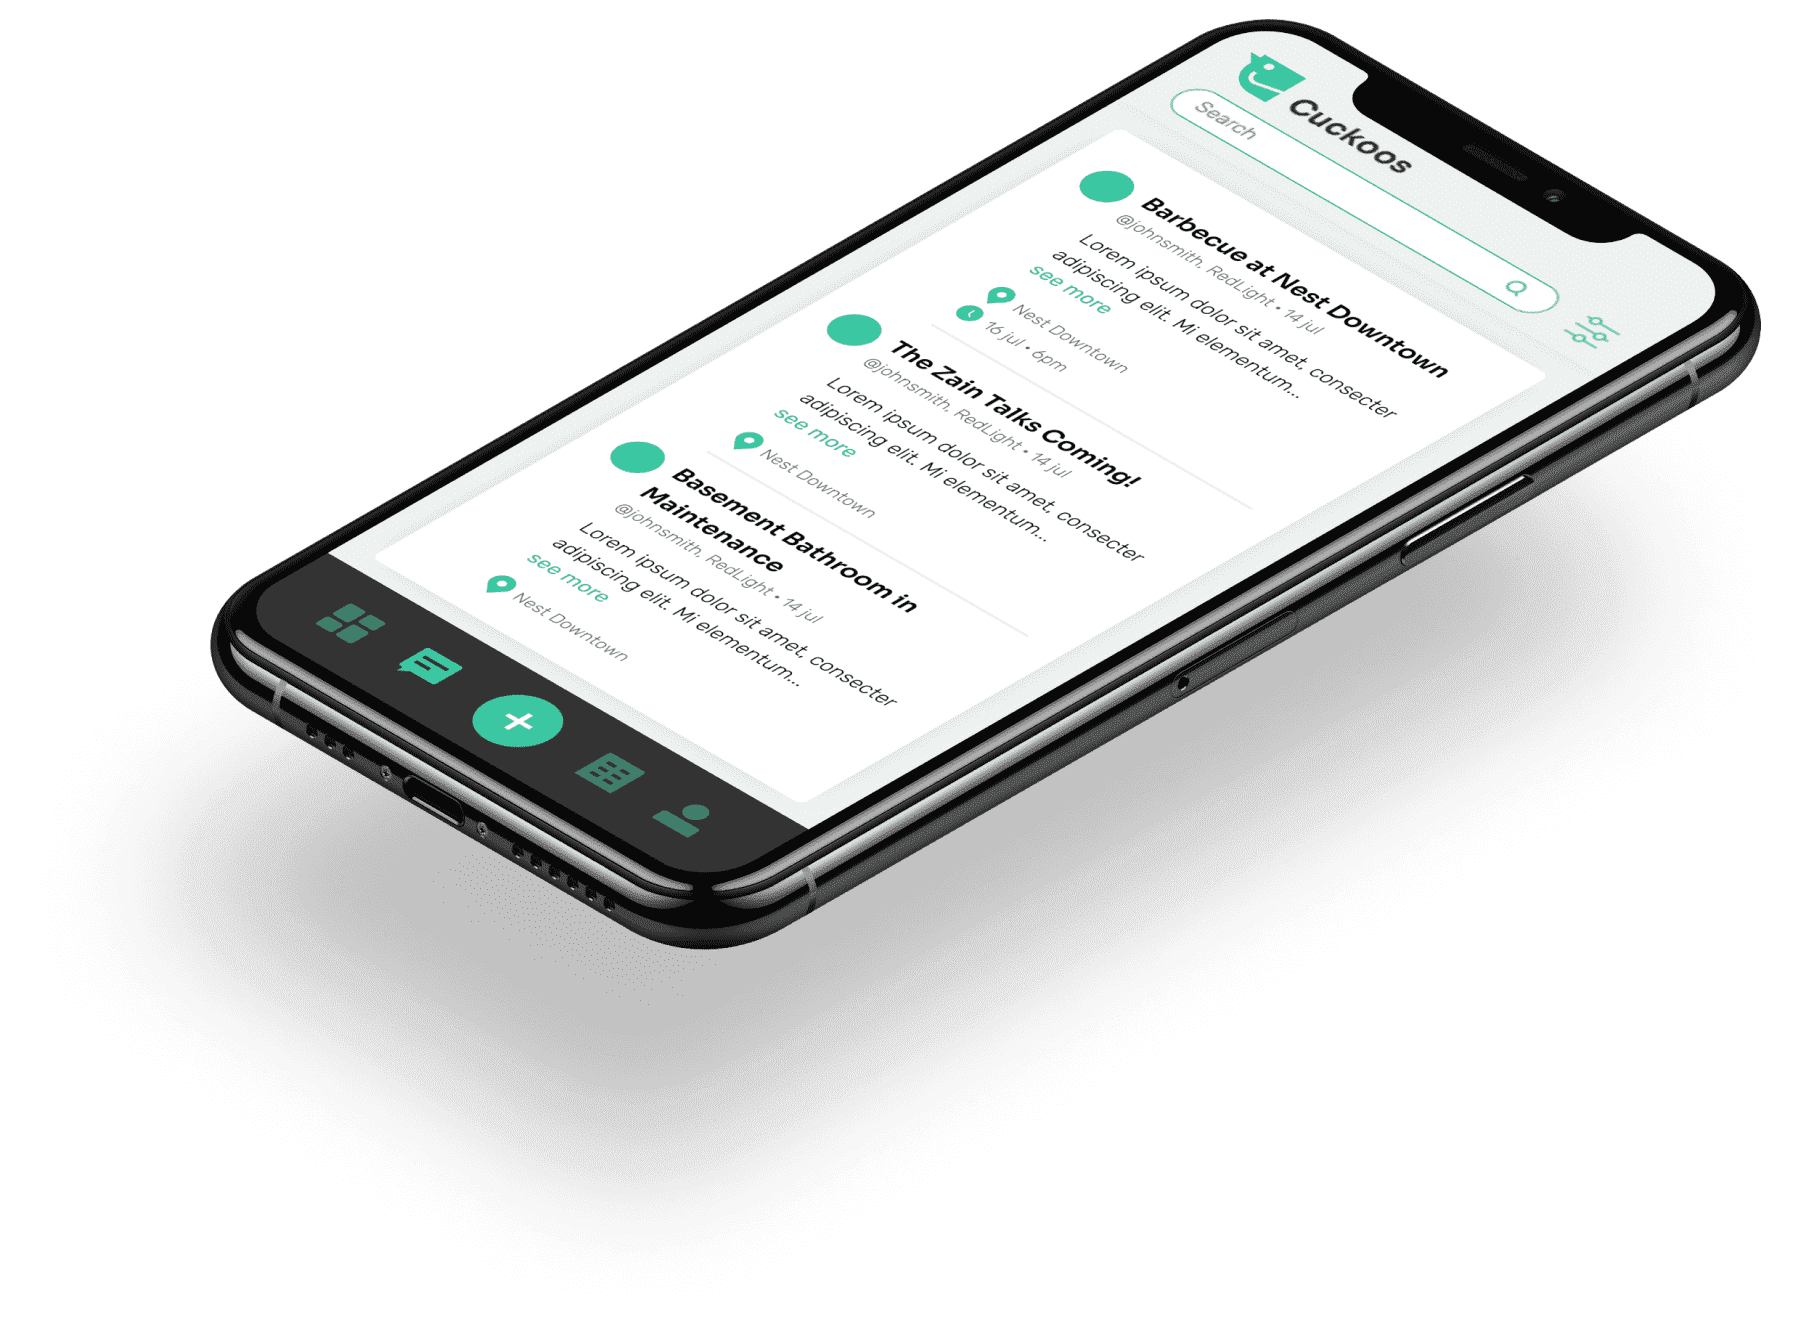 Cuckoos
Search
Barbecue at Nest Downtown
@johnsmith, RedLight • 14 jul
Lorem ipsum dolor sit amet, consecter
adipiscing elit. Mi elementum...
see more
Nest Downtown
16 jul • 6pm
The Zain Talks Coming!
@johnsmith, RedLight • 14 jul
Lorem ipsum dolor sit amet, consecter
adipiscing elit. Mi elementum...
see more
Nest Downtown
Basement Bathroom in
Maintenance
@johnsmith, RedLight • 14 jul
Lorem ipsum dolor sit amet, consecter
adipiscing elit. Mi elementum...
see more
Nest Downtown